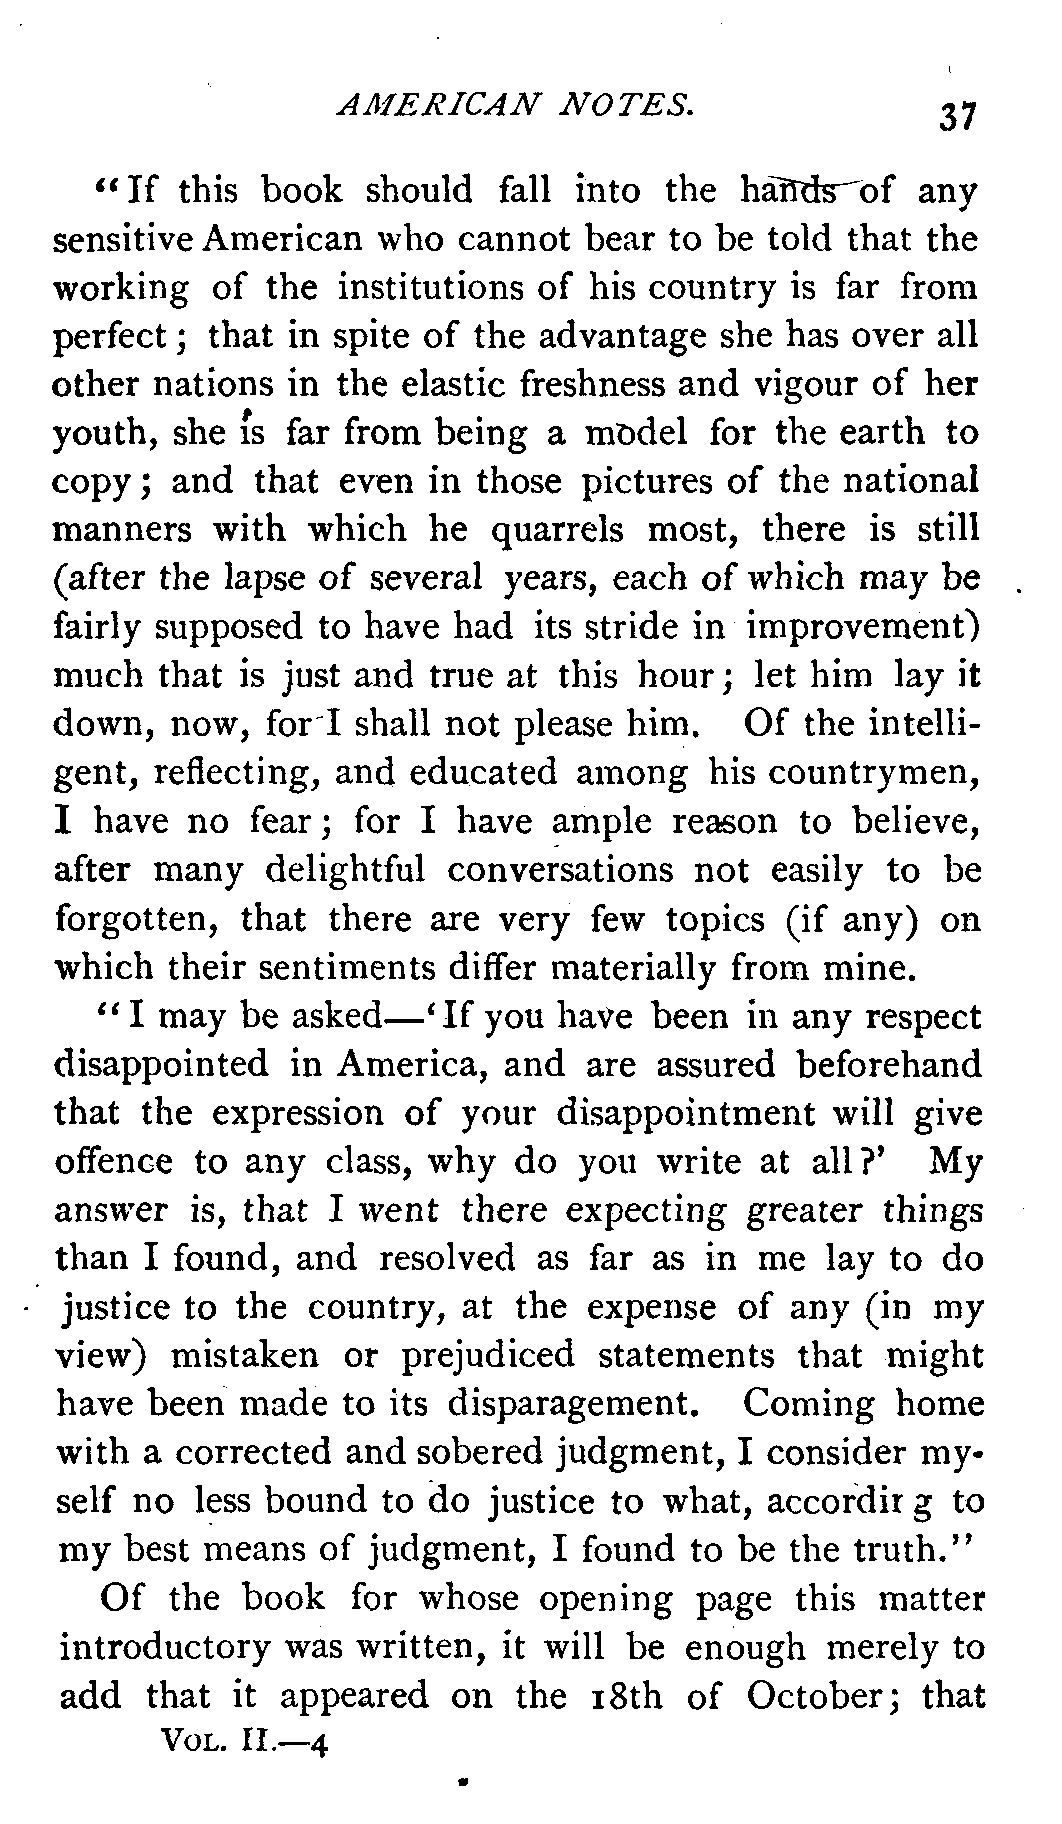 AMERICAN NOTES.
37
“If this book should fall into the hands of any
sensitive American who cannot bear to be told that the
working of the institutions of his country is far from
perfect; that in spite of the advantage she has over all
other nations in the elastic freshness and vigour of her
youth, she is far from being a model for the earth to
copy; and that even in those pictures of the national
manners with which he quarrels most, there is still
(after the lapse of several years, each of which may be
fairly supposed to have had its stride in improvement)
much that is just and true at this hour; let him lay it
down, now, for I shall not please him. Of the intelli-
gent, reflecting, and educated among his countrymen,
I have no fear; for I have ample reason to believe,
after many delightful conversations not easily to be
forgotten, that there are very few topics (if any) on
which their sentiments differ materially from mine.
“I may be asked—‘If you have been in any respect
disappointed in America, and are assured beforehand
that the expression of your disappointment will give
offence to any class, why do you write at all?’ My
answer is, that I went there expecting greater things
than I found, and resolved as far as in me lay to do
justice to the country, at the expense of any (in my
view) mistaken or prejudiced statements that might
have been made to its disparagement. Coming home
with a corrected and sobered judgment, I consider my-
self no less bound to do justice to what, according to
my best means of judgment, I found to be the truth.”
Of the book for whose opening page this matter
introductory was written, it will be enough merely to
add that it appeared on the 18th of October; that
VOL. II.—4